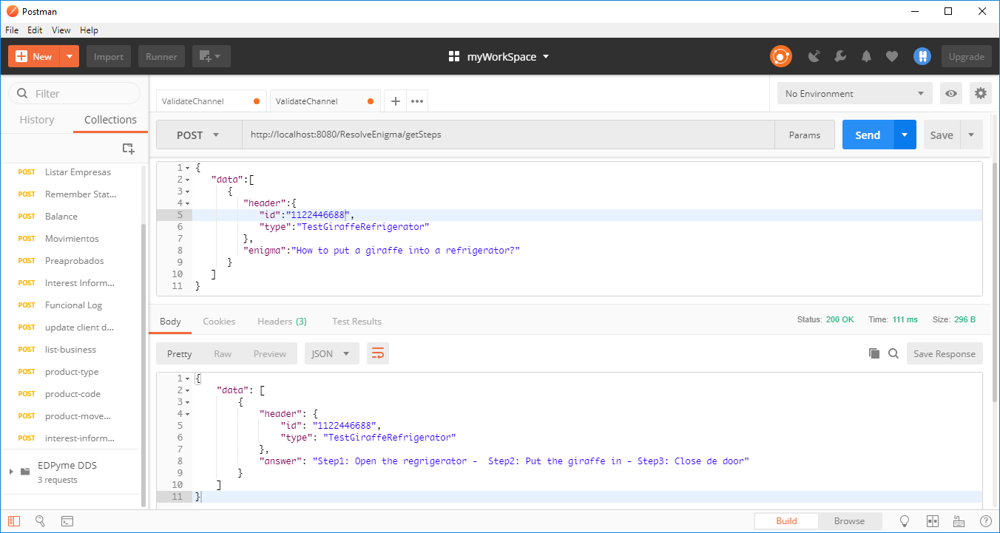 Postman
File Edit View Help
New Import Runner myWorkSpace Upgrade
Filter
History Collections
POST Listar Empresas
POST Remember Stat...
POST Balance
POST Movimientos
POST Preaprobados
POST Interest Inform...
POST Funcional Log
POST update client d...
POST list-business
POST product-type
POST product-code
POST product-move...
POST interest-inform...
EDPyme DDS
3 requests
ValidateChannel ValidateChannel No Environment
POST http://localhost:8080/ResolveEnigma/getSteps Params Send Save
1 {
2 "data":[
3 {
4 "header":{
5 "id":"1122446688",
6 "type":"TestGiraffeRefrigerator"
7 },
8 "enigma":"How to put a giraffe into a refrigerator?"
9 }
10 ]
11 }
Body Cookies Headers (3) Test Results Status: 200 OK Time: 111 ms Size: 296 B
Pretty Raw Preview JSON Save Response
1 {
2 "data": [
3 {
4 "header": {
5 "id": "1122446688",
6 "type": "TestGiraffeRefrigerator"
7 },
8 "answer": "Step1: Open the regrigerator -  Step2: Put the giraffe in - Step3: Close de door"
9 }
10 ]
11 }
Build Browse